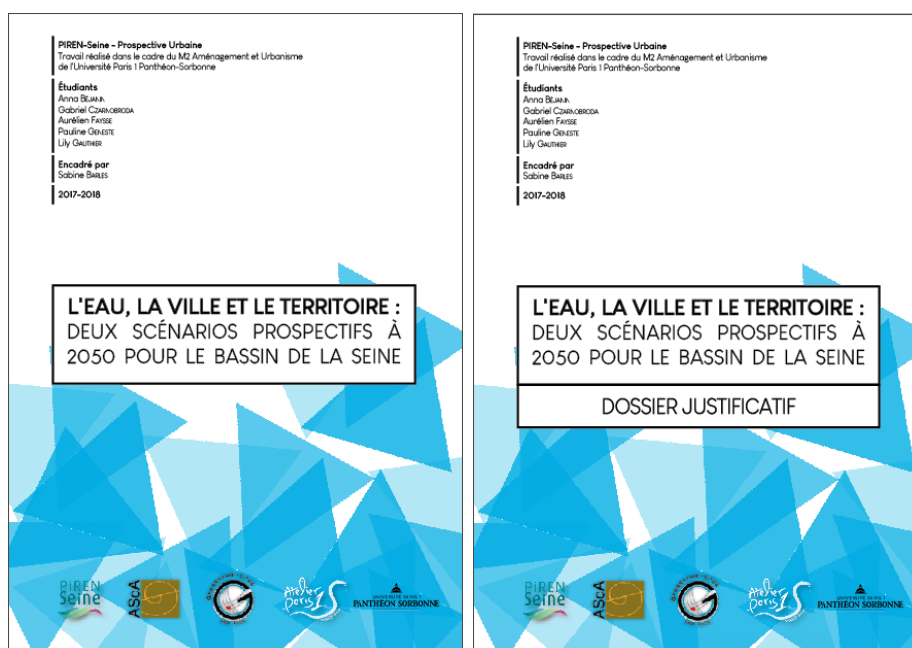 PIREN-Seine - Prospective Urbaine
Travail réalisé dans le cadre du M2 Aménagement et Urbanisme
de l'Université Paris 1 Panthéon-Sorbonne
Étudiants
Anna BEJANIN
Gabriel CZARNOBRODA
Aurélien FAYSSE
Pauline GENESTE
Lily GAUTHIER
Encadré par
Sabine BARLES
2017-2018
L'EAU, LA VILLE ET LE TERRITOIRE :
DEUX SCÉNARIOS PROSPECTIFS À
2050 POUR LE BASSIN DE LA SEINE
PIREN
Seine
AScA
Atelier
Paris
PANTHÉON SORBONNE
PIREN-Seine - Prospective Urbaine
Travail réalisé dans le cadre du M2 Aménagement et Urbanisme
de l'Université Paris 1 Panthéon-Sorbonne
Étudiants
Anna BEJANIN
Gabriel CZARNOBRODA
Aurélien FAYSSE
Pauline GENESTE
Lily GAUTHIER
Encadré par
Sabine BARLES
2017-2018
L'EAU, LA VILLE ET LE TERRITOIRE :
DEUX SCÉNARIOS PROSPECTIFS À
2050 POUR LE BASSIN DE LA SEINE
DOSSIER JUSTIFICATIF
PIREN
Seine
AScA
Atelier
Paris
PANTHÉON SORBONNE